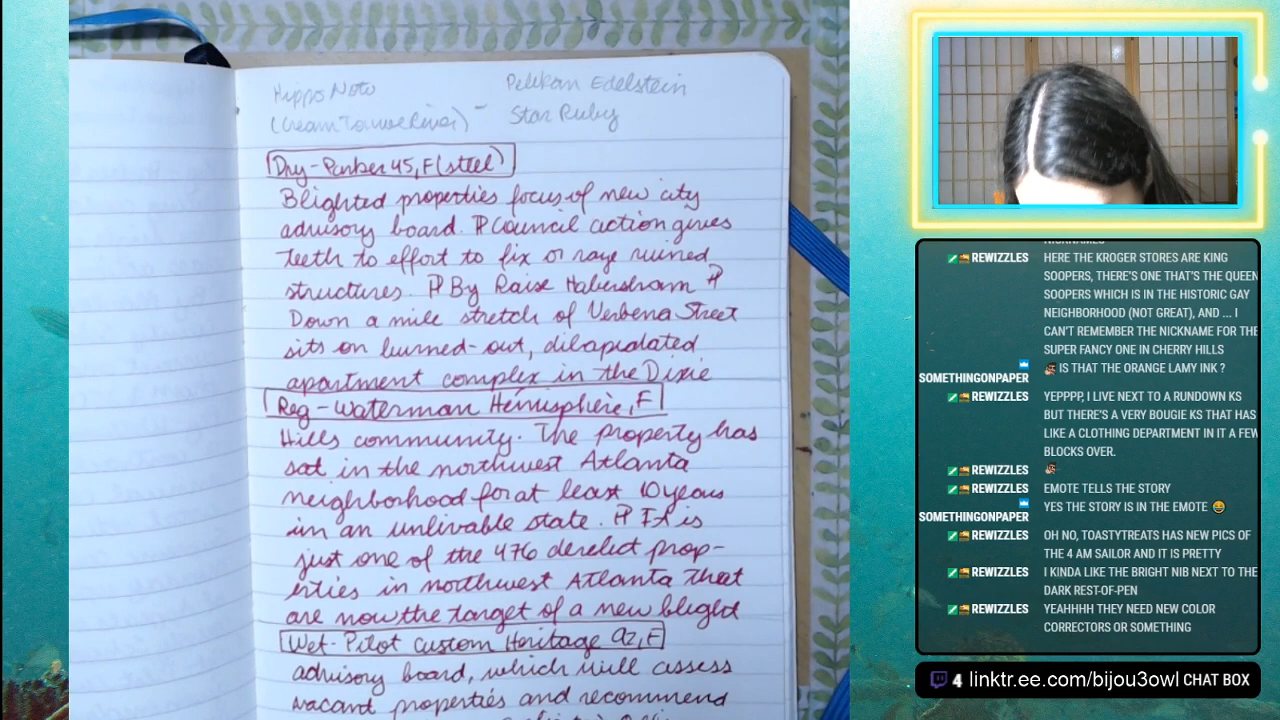 Hippo Noto
Pelikan Edelstein
(Cream Tomoe River) -
Star Ruby
Dry-Parker 45, F (steel)
Blighted properties focus of new city
advisory board. ¶ Council action gives
teeth to effort to fix or raze ruined
structures. ¶ By Raise Habersham ¶
Down a mile stretch of Verbena Street
sits on burned-out, dilapidated
apartment complex in the Dixie
Reg-Waterman Hemisphere, F
Hills community. The property has
sat in the northwest Atlanta
neighborhood for at least 10 years
in an unlivable state. ¶ It is
just one of the 476 derelect prop-
erties in northwest Atlanta that
are now the target of a new blight
Wet-Pilot Custom Heritage 92, F
advisory board, which will assess
vacant properties and recommend
NICKNAMES
REWIZZLES HERE THE KROGER STORES ARE KING
SOOPERS, THERE'S ONE THAT'S THE QUEEN
SOOPERS WHICH IS IN THE HISTORIC GAY
NEIGHBORHOOD (NOT GREAT), AND ... I
CAN'T REMEMBER THE NICKNAME FOR THE
SUPER FANCY ONE IN CHERRY HILLS
SOMETHINGONPAPER IS THAT THE ORANGE LAMY INK ?
REWIZZLES YEPPPP, I LIVE NEXT TO A RUNDOWN KS
BUT THERE'S A VERY BOUGIE KS THAT HAS
LIKE A CLOTHING DEPARTMENT IN IT A FEW
BLOCKS OVER.
REWIZZLES
REWIZZLES EMOTE TELLS THE STORY
SOMETHINGONPAPER YES THE STORY IS IN THE EMOTE 😂
REWIZZLES OH NO, TOASTYTREATS HAS NEW PICS OF
THE 4 AM SAILOR AND IT IS PRETTY
REWIZZLES I KINDA LIKE THE BRIGHT NIB NEXT TO THE
DARK REST-OF-PEN
REWIZZLES YEAHHHH THEY NEED NEW COLOR
CORRECTORS OR SOMETHING
4 linktr.ee.com/bijou3owl CHAT BOX